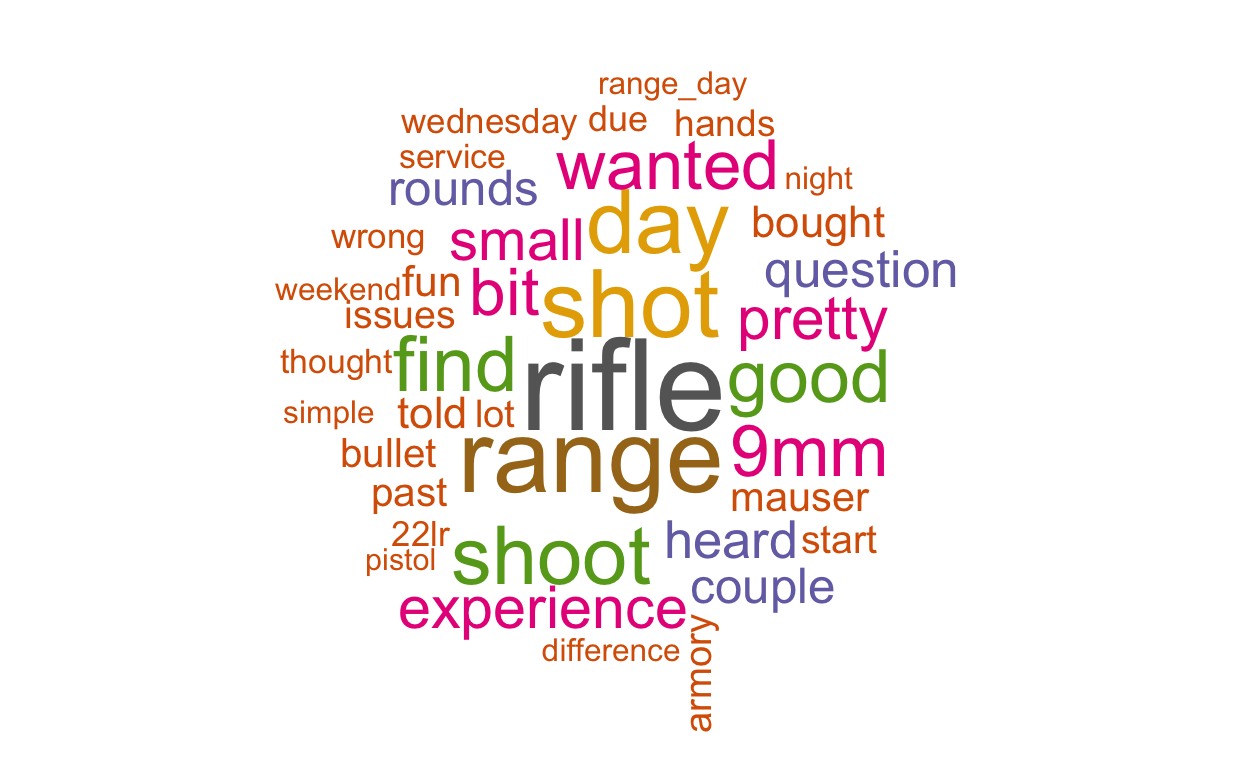 range_day
wednesday due hands
service wanted night
rounds
wrong small day bought
question
weekend fun bit shot pretty
issues
thought find rifle good
simple told lot
bullet range 9mm
past mauser
22lr shoot heard start
pistol
experience couple
difference
armory